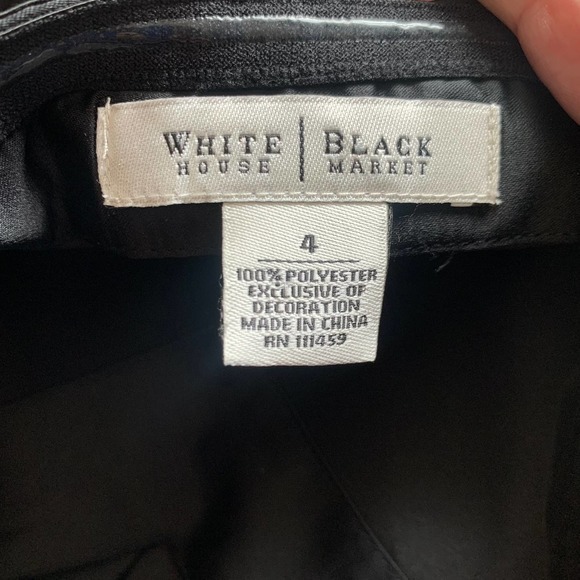 WHITE | BLACK
HOUSE | MARKET
4
100% POLYESTER
EXCLUSIVE OF
DECORATION
MADE IN CHINA
RN 111459